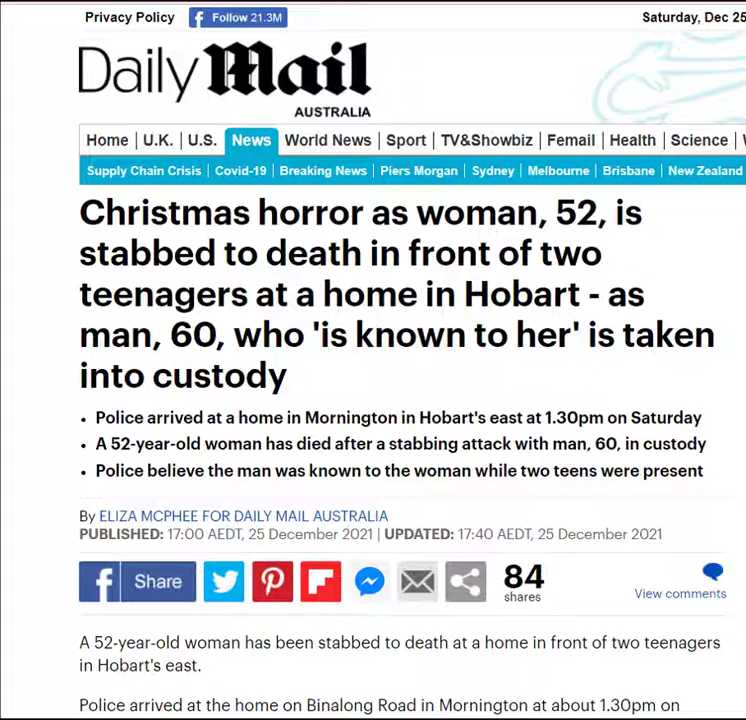 Privacy Policy f Follow 21.3M Saturday, Dec 25
Daily Mail
AUSTRALIA
Home | U.K. | U.S. News World News | Sport | TV&Showbiz | Femail | Health | Science |
Supply Chain Crisis | Covid-19 | Breaking News | Piers Morgan | Sydney | Melbourne | Brisbane | New Zealand
Christmas horror as woman, 52, is
stabbed to death in front of two
teenagers at a home in Hobart - as
man, 60, who 'is known to her' is taken
into custody
• Police arrived at a home in Mornington in Hobart's east at 1.30pm on Saturday
• A 52-year-old woman has died after a stabbing attack with man, 60, in custody
• Police believe the man was known to the woman while two teens were present
By ELIZA MCPHEE FOR DAILY MAIL AUSTRALIA
PUBLISHED: 17:00 AEDT, 25 December 2021 | UPDATED: 17:40 AEDT, 25 December 2021
f Share 84
shares
View comments
A 52-year-old woman has been stabbed to death at a home in front of two teenagers
in Hobart's east.
Police arrived at the home on Binalong Road in Mornington at about 1.30pm on